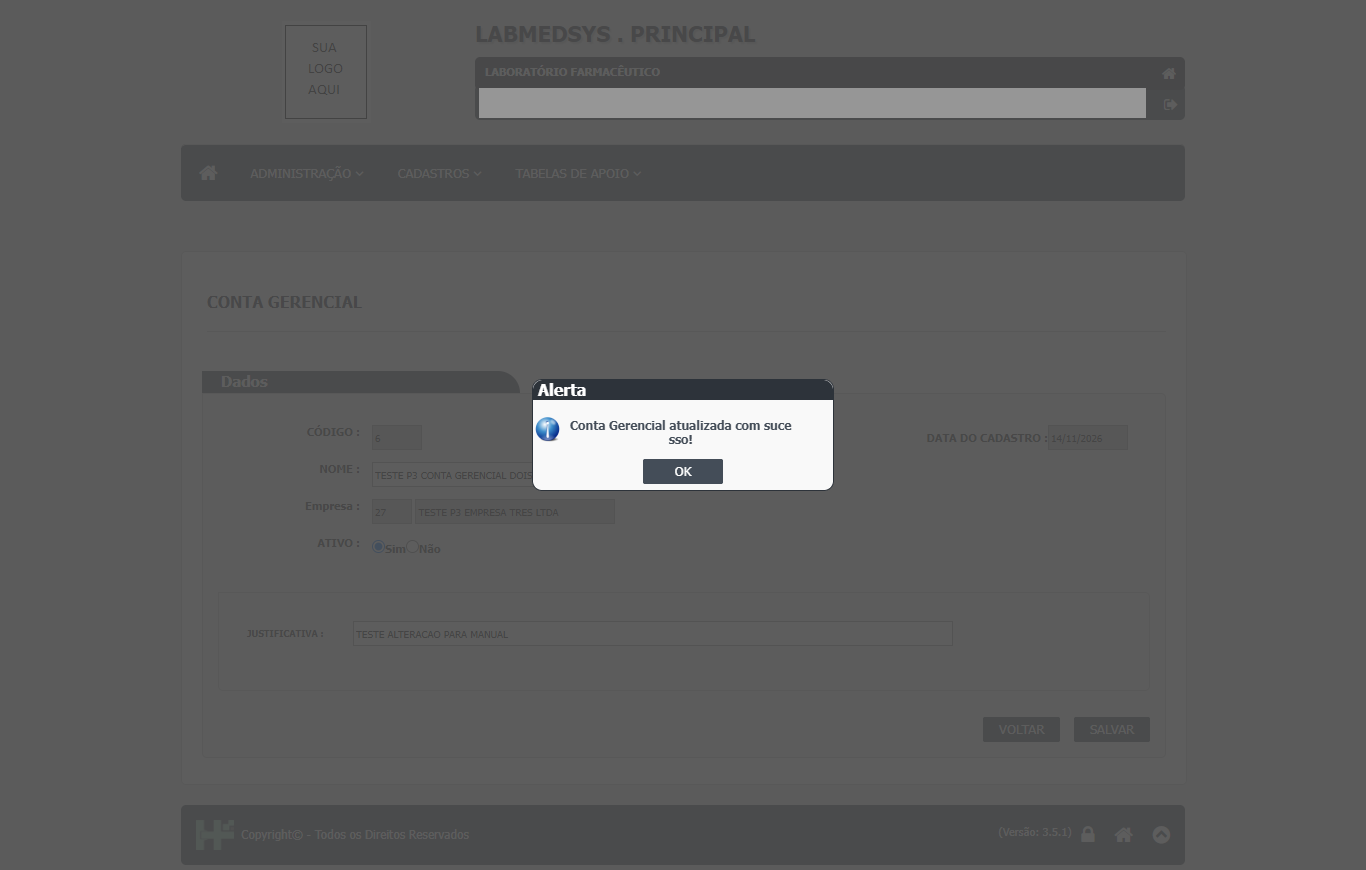 SUA
LOGO
AQUI
LABMEDSYS . PRINCIPAL
LABORATÓRIO FARMACÊUTICO
ADMINISTRAÇÃO
CADASTROS
TABELAS DE APOIO
CONTA GERENCIAL
Dados
CÓDIGO : 6
DATA DO CADASTRO : 14/11/2026
NOME : TESTE P3 CONTA GERENCIAL DOIS
Empresa : 27 TESTE P3 EMPRESA TRES LTDA
ATIVO : Sim Não
Alerta
Conta Gerencial atualizada com suce
sso!
OK
JUSTIFICATIVA : TESTE ALTERACAO PARA MANUAL
VOLTAR SALVAR
Copyright© - Todos os Direitos Reservados
(Versão: 3.5.1)